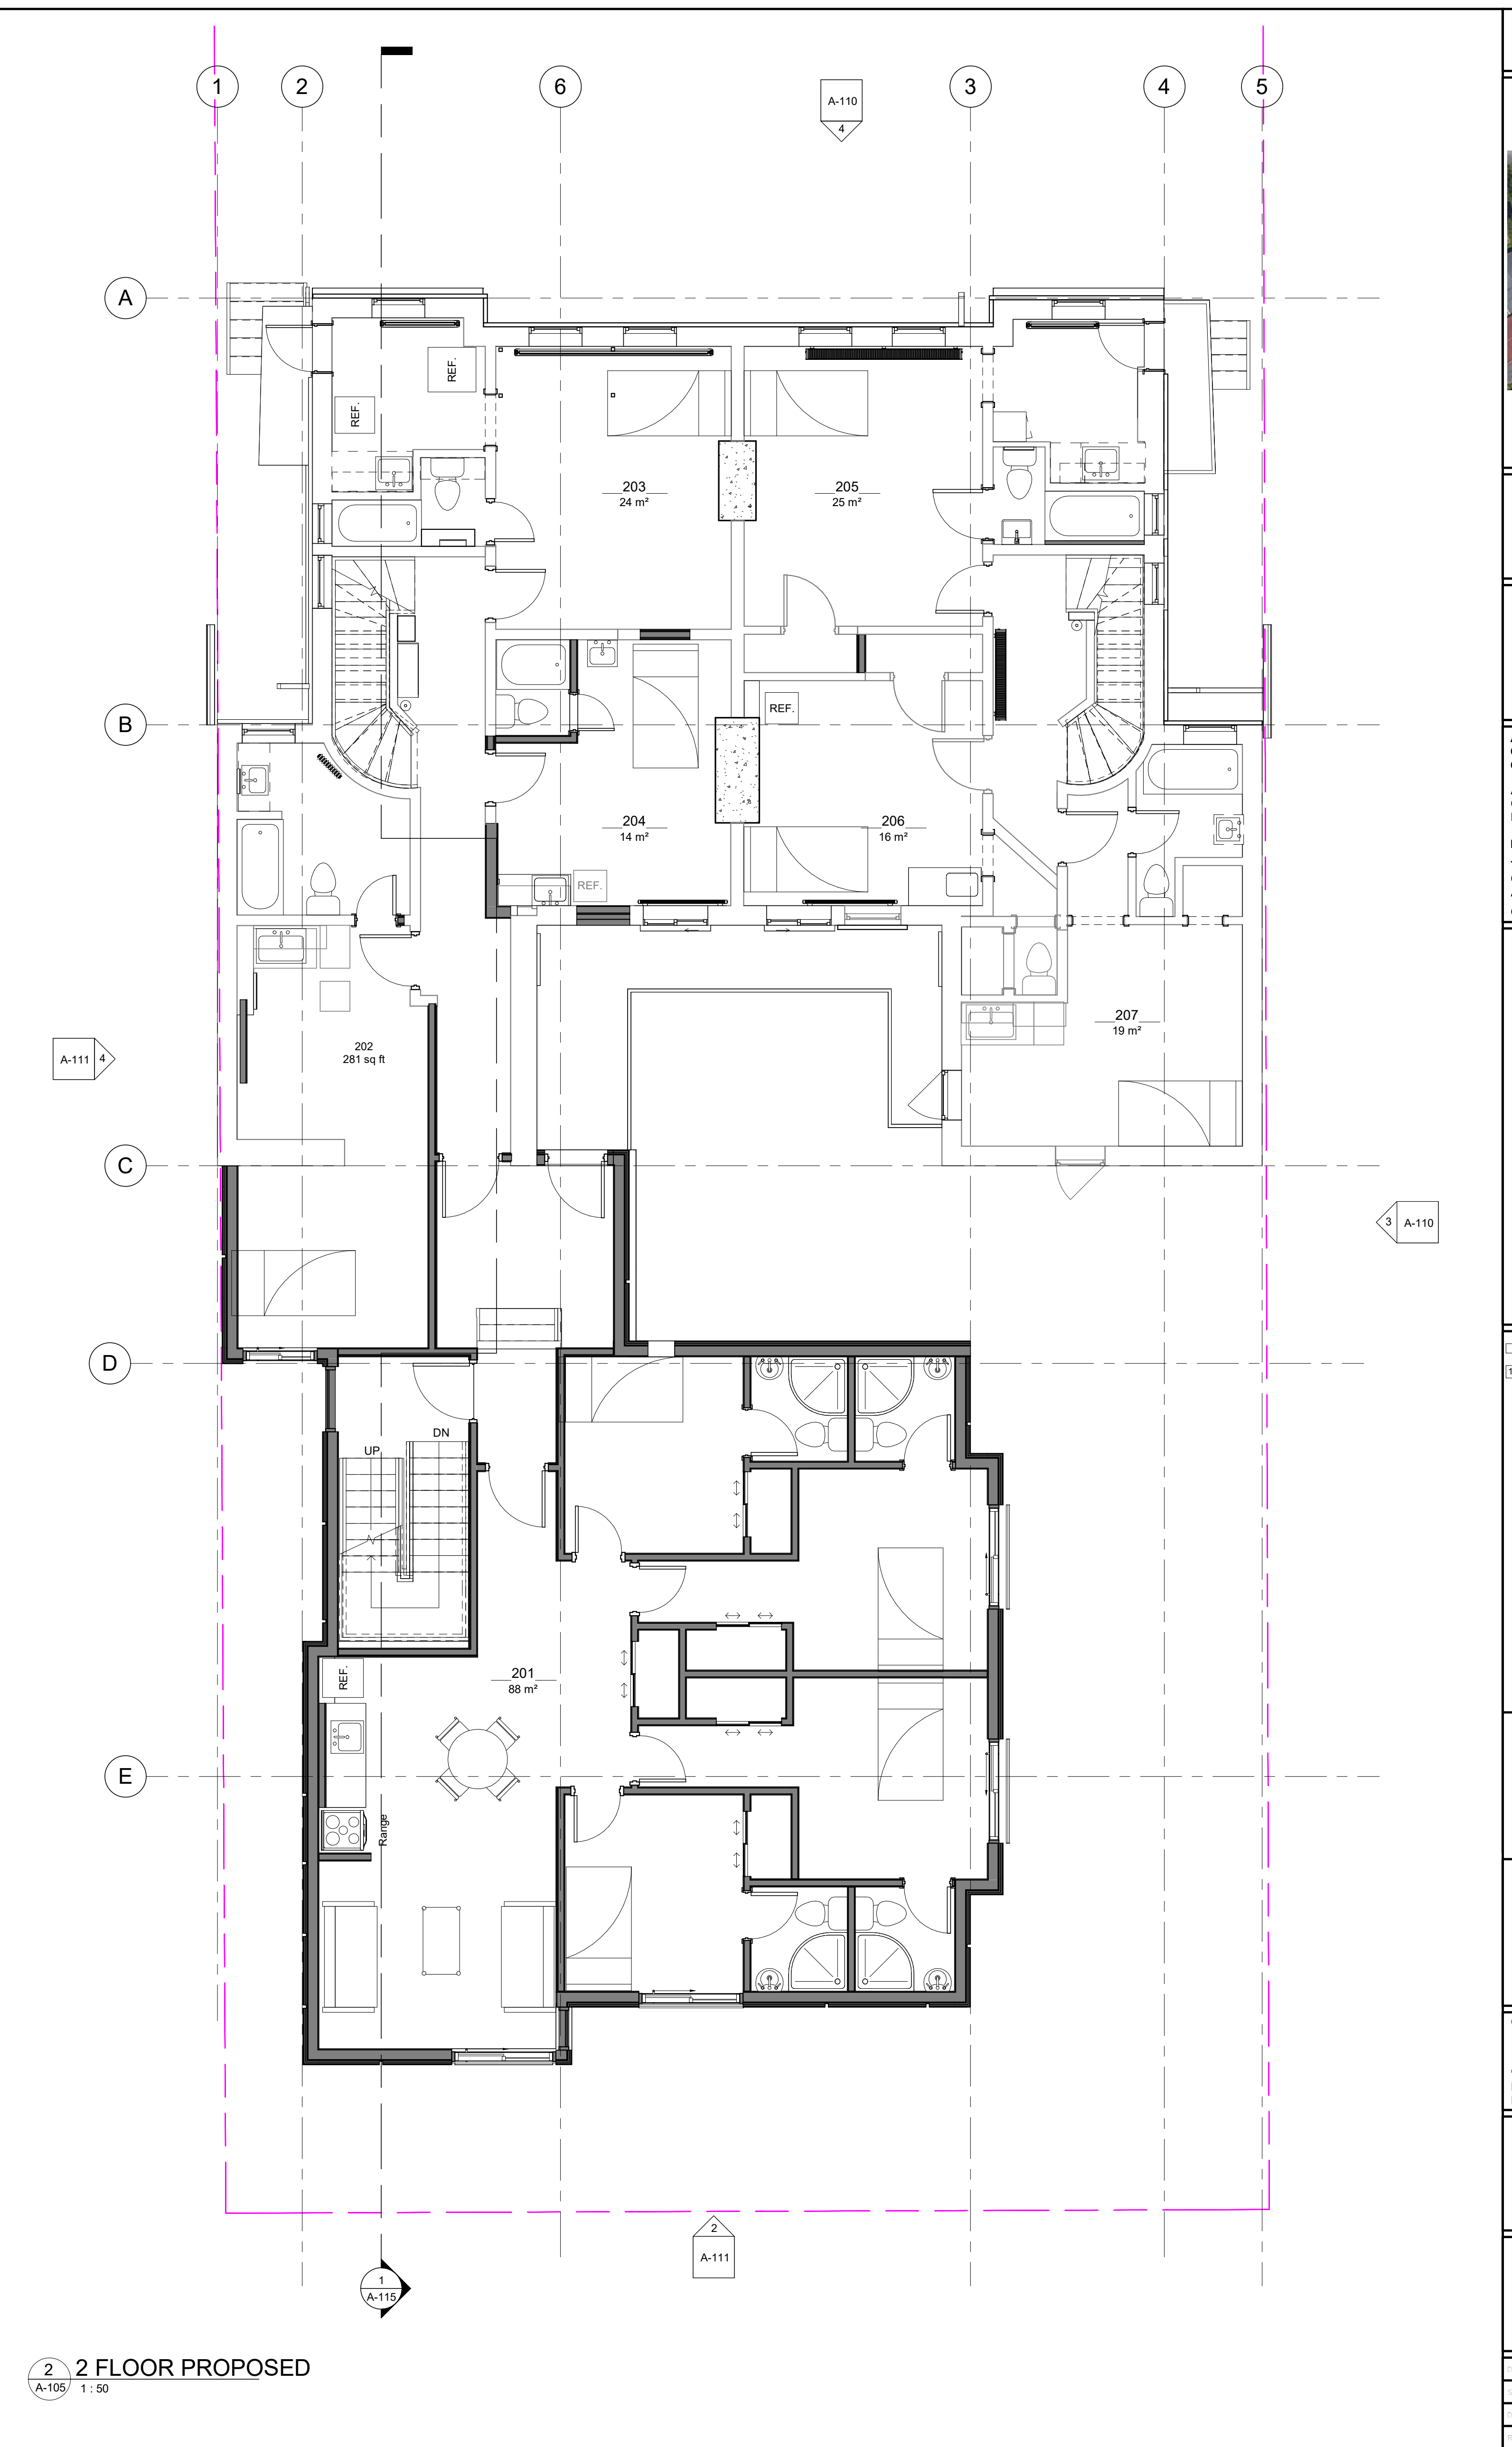 1
2
6
3
4
5
A-110
4
A
REF.
REF.
203
24 m²
205
25 m²
B
REF.
204
14 m²
206
16 m²
REF.
207
19 m²
202
281 sq ft
A-111
4
C
3
A-110
D
UP
DN
201
88 m²
REF.
E
Range
2
A-111
1
A-115
2
A-105
2 FLOOR PROPOSED
1 : 50